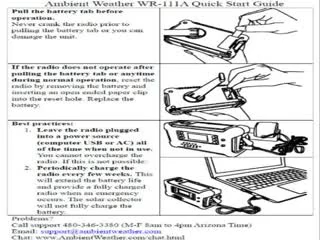 Ambient Weather WR-111A Quick Start Guide
Pull the battery tab before
operation.
Never crank the radio prior to
pulling the battery tab or you can
damage the unit.
If the radio does not operate after
pulling the battery tab or anytime
during normal operation, reset the
radio by removing the battery and
inserting an open ended paper clip
into the reset hole. Replace the
battery.
Best practices:
1. Leave the radio plugged
into a power source
(computer USB or AC) all
of the time when not in use.
You cannot overcharge the
radio. If this is not possible:
2. Periodically charge the
radio every few weeks. This
will extend the battery life
and provide a fully charged
radio when an emergency
occurs. The solar collector
will not fully charge the
battery.
Problems?
Call support 480-346-3380 (M-F 8am to 4pm Arizona Time)
Email: support@ambientweather.com
Chat: www.AmbientWeather.com/chat.html